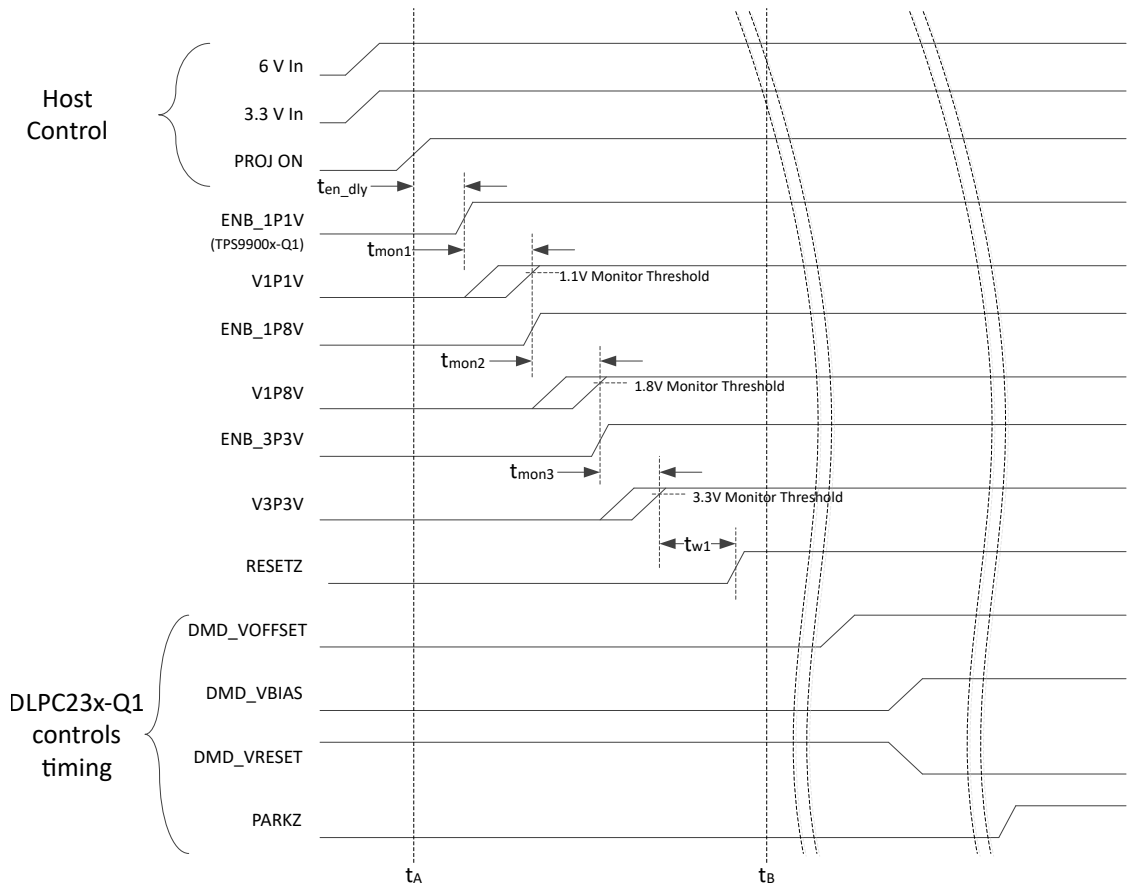 Host
Control
6 V In
3.3 V In
PROJ ON
ten_dly
ENB_1P1V
(TPS9900x-Q1)
tmon1
V1P1V
1.1V Monitor Threshold
ENB_1P8V
tmon2
V1P8V
1.8V Monitor Threshold
ENB_3P3V
tmon3
V3P3V
3.3V Monitor Threshold
tw1
RESETZ
DLPC23x-Q1
controls
timing
DMD_VOFFSET
DMD_VBIAS
DMD_VRESET
PARKZ
tA
tB